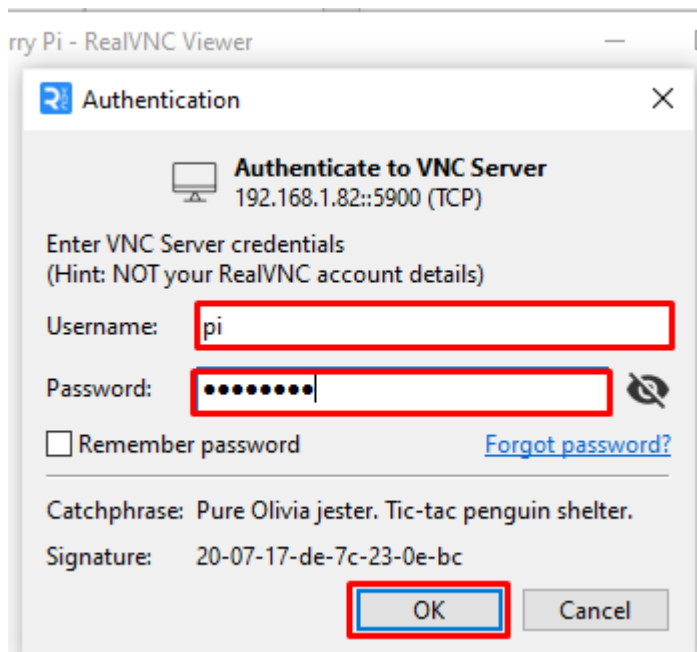 rry Pi - RealVNC Viewer
Authentication
Authenticate to VNC Server
192.168.1.82::5900 (TCP)
Enter VNC Server credentials
(Hint: NOT your RealVNC account details)
Username: pi
Password: ●●●●●●●●
Remember password Forgot password?
Catchphrase: Pure Olivia jester. Tic-tac penguin shelter.
Signature: 20-07-17-de-7c-23-0e-bc
OK Cancel